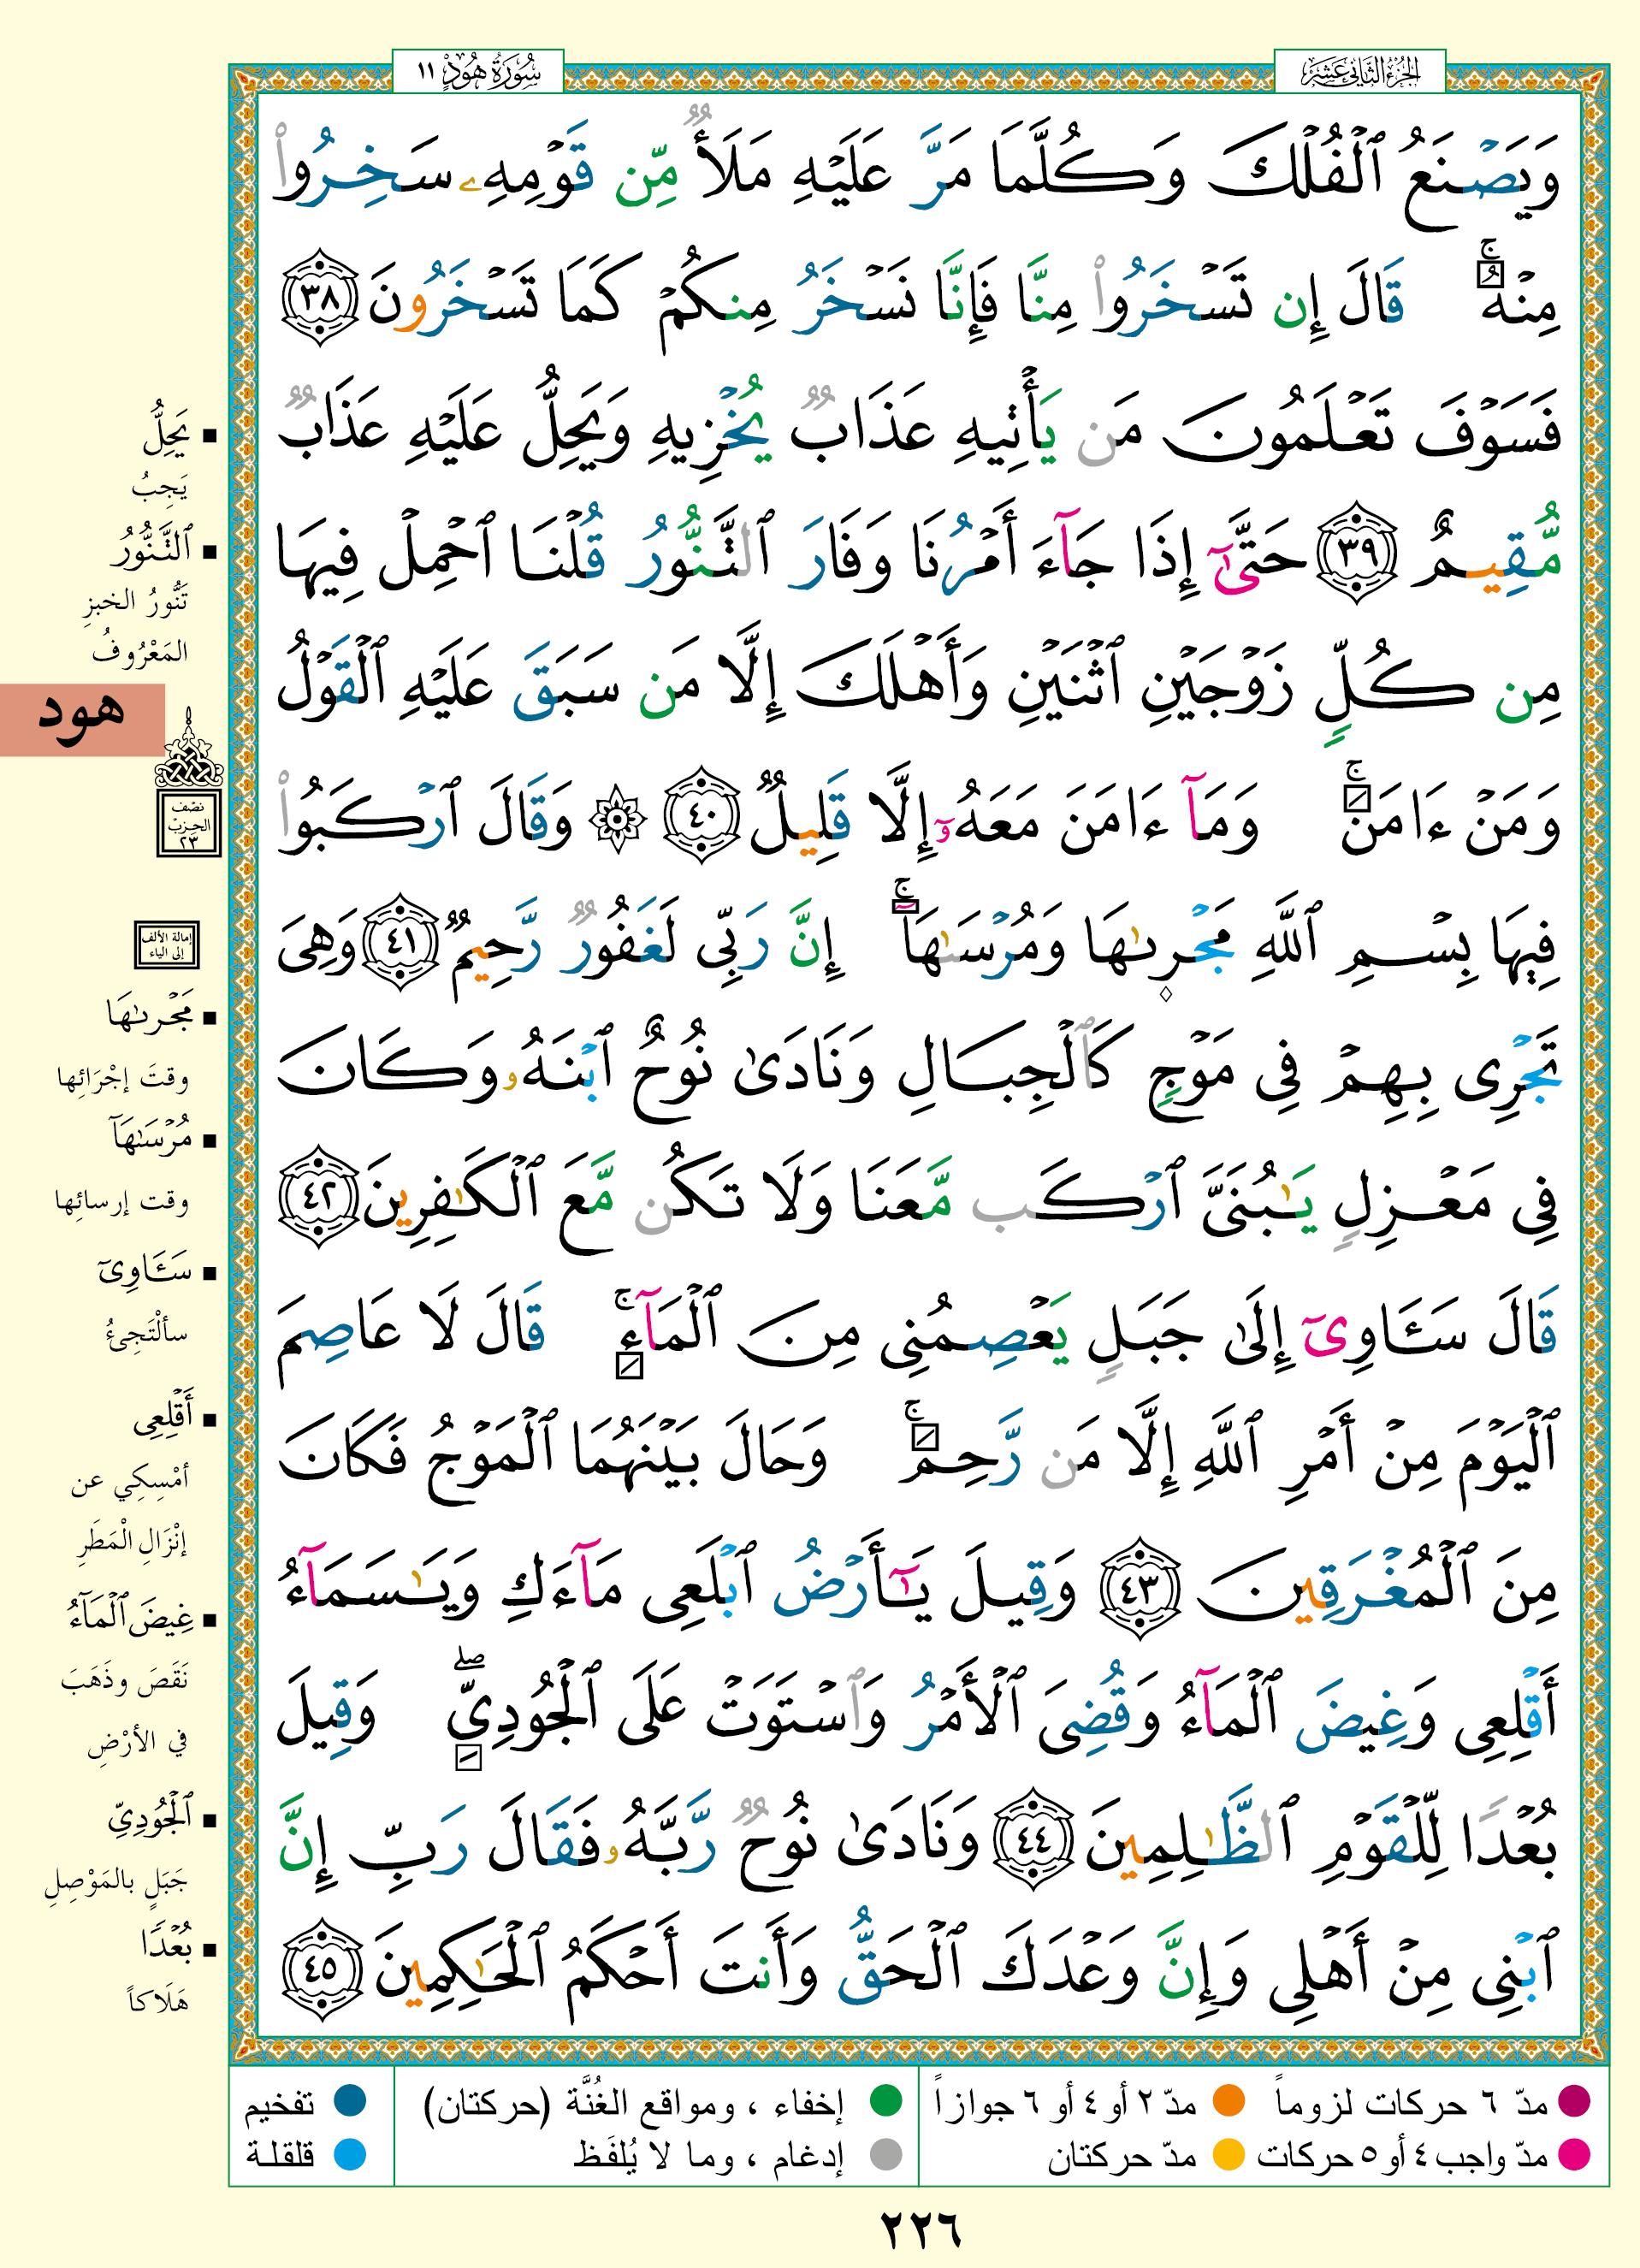 الجزء الثاني عشر
سُورَةُ هُودٍ ١١
وَيَصْنَعُ ٱلْفُلْكَ وَكُلَّمَا مَرَّ عَلَيْهِ مَلَأٌ مِّن قَوْمِهِۦ سَخِرُوا۟
مِنْهُ ۚ قَالَ إِن تَسْخَرُوا۟ مِنَّا فَإِنَّا نَسْخَرُ مِنكُمْ كَمَا تَسْخَرُونَ ٣٨
فَسَوْفَ تَعْلَمُونَ مَن يَأْتِيهِ عَذَابٌ يُخْزِيهِ وَيَحِلُّ عَلَيْهِ عَذَابٌ
مُّقِيمٌ ٣٩ حَتَّىٰٓ إِذَا جَآءَ أَمْرُنَا وَفَارَ ٱلتَّنُّورُ قُلْنَا ٱحْمِلْ فِيهَا
مِن كُلٍّ زَوْجَيْنِ ٱثْنَيْنِ وَأَهْلَكَ إِلَّا مَن سَبَقَ عَلَيْهِ ٱلْقَوْلُ
وَمَنْ ءَامَنَ ۚ وَمَآ ءَامَنَ مَعَهُۥٓ إِلَّا قَلِيلٌ ٤٠ ۞ وَقَالَ ٱرْكَبُوا۟
فِيهَا بِسْمِ ٱللَّهِ مَجْر۪ىٰهَا وَمُرْسَىٰهَآ ۚ إِنَّ رَبِّى لَغَفُورٌ رَّحِيمٌ ٤١ وَهِىَ
تَجْرِى بِهِمْ فِى مَوْجٍ كَٱلْجِبَالِ وَنَادَىٰ نُوحٌ ٱبْنَهُۥ وَكَانَ
فِى مَعْزِلٍ يَـٰبُنَىَّ ٱرْكَب مَّعَنَا وَلَا تَكُن مَّعَ ٱلْكَـٰفِرِينَ ٤٢
قَالَ سَـَٔاوِىٓ إِلَىٰ جَبَلٍ يَعْصِمُنِى مِنَ ٱلْمَآءِ ۚ قَالَ لَا عَاصِمَ
ٱلْيَوْمَ مِنْ أَمْرِ ٱللَّهِ إِلَّا مَن رَّحِمَ ۚ وَحَالَ بَيْنَهُمَا ٱلْمَوْجُ فَكَانَ
مِنَ ٱلْمُغْرَقِينَ ٤٣ وَقِيلَ يَـٰٓأَرْضُ ٱبْلَعِى مَآءَكِ وَيَـٰسَمَآءُ
أَقْلِعِى وَغِيضَ ٱلْمَآءُ وَقُضِىَ ٱلْأَمْرُ وَٱسْتَوَتْ عَلَى ٱلْجُودِىِّ ۖ وَقِيلَ
بُعْدًا لِّلْقَوْمِ ٱلظَّـٰلِمِينَ ٤٤ وَنَادَىٰ نُوحٌ رَّبَّهُۥ فَقَالَ رَبِّ إِنَّ
ٱبْنِى مِنْ أَهْلِى وَإِنَّ وَعْدَكَ ٱلْحَقُّ وَأَنتَ أَحْكَمُ ٱلْحَـٰكِمِينَ ٤٥
يَحِلُّ
يَجِبُ
ٱلتَّنُّورُ
تَنُّورُ الخبزِ
المَعْرُوفُ
هود
نصف
الحزب
٢٣
إمالة الألف
إلى الياء
مَجْرىٰهَا
وقتَ إجْرَائِها
مُرْسَىٰهَآ
وقت إرسائِها
سَـَٔاوِىٓ
سألْتَجِئُ
أَقْلِعِى
أمْسِكِي عن
إنْزَالِ الْمَطَرِ
غِيضَ ٱلْمَآءُ
نَقَصَ وذَهَبَ
في الأرْضِ
ٱلْجُودِىِّ
جَبَلٍ بالمَوْصِلِ
بُعْدًا
هَلَاكاً
مدّ ٦ حركات لزوماً مدّ ٢ أو ٤ أو ٦ جوازاً
مدّ واجب ٤ أو ٥ حركات مدّ حركتان
إخفاء ، ومواقع الغُنَّة (حركتان)
إدغام ، وما لا يُلفَظ
تفخيم
قلقلة
٢٢٦